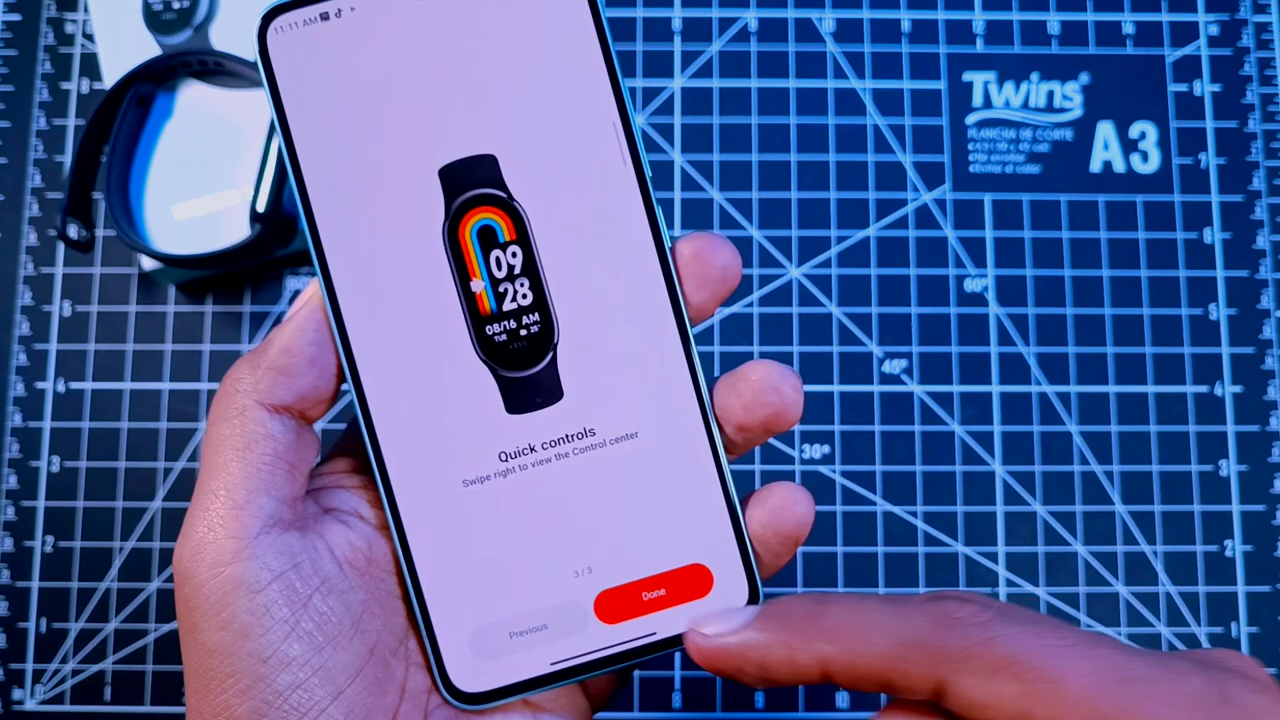 11:11 AM
09
28
08/16 AM
TUE
25°
Quick controls
Swipe right to view the Control center
3 / 3
Previous
Done
Twins®
PLANCHA DE CORTE
A3
60°
45°
30°